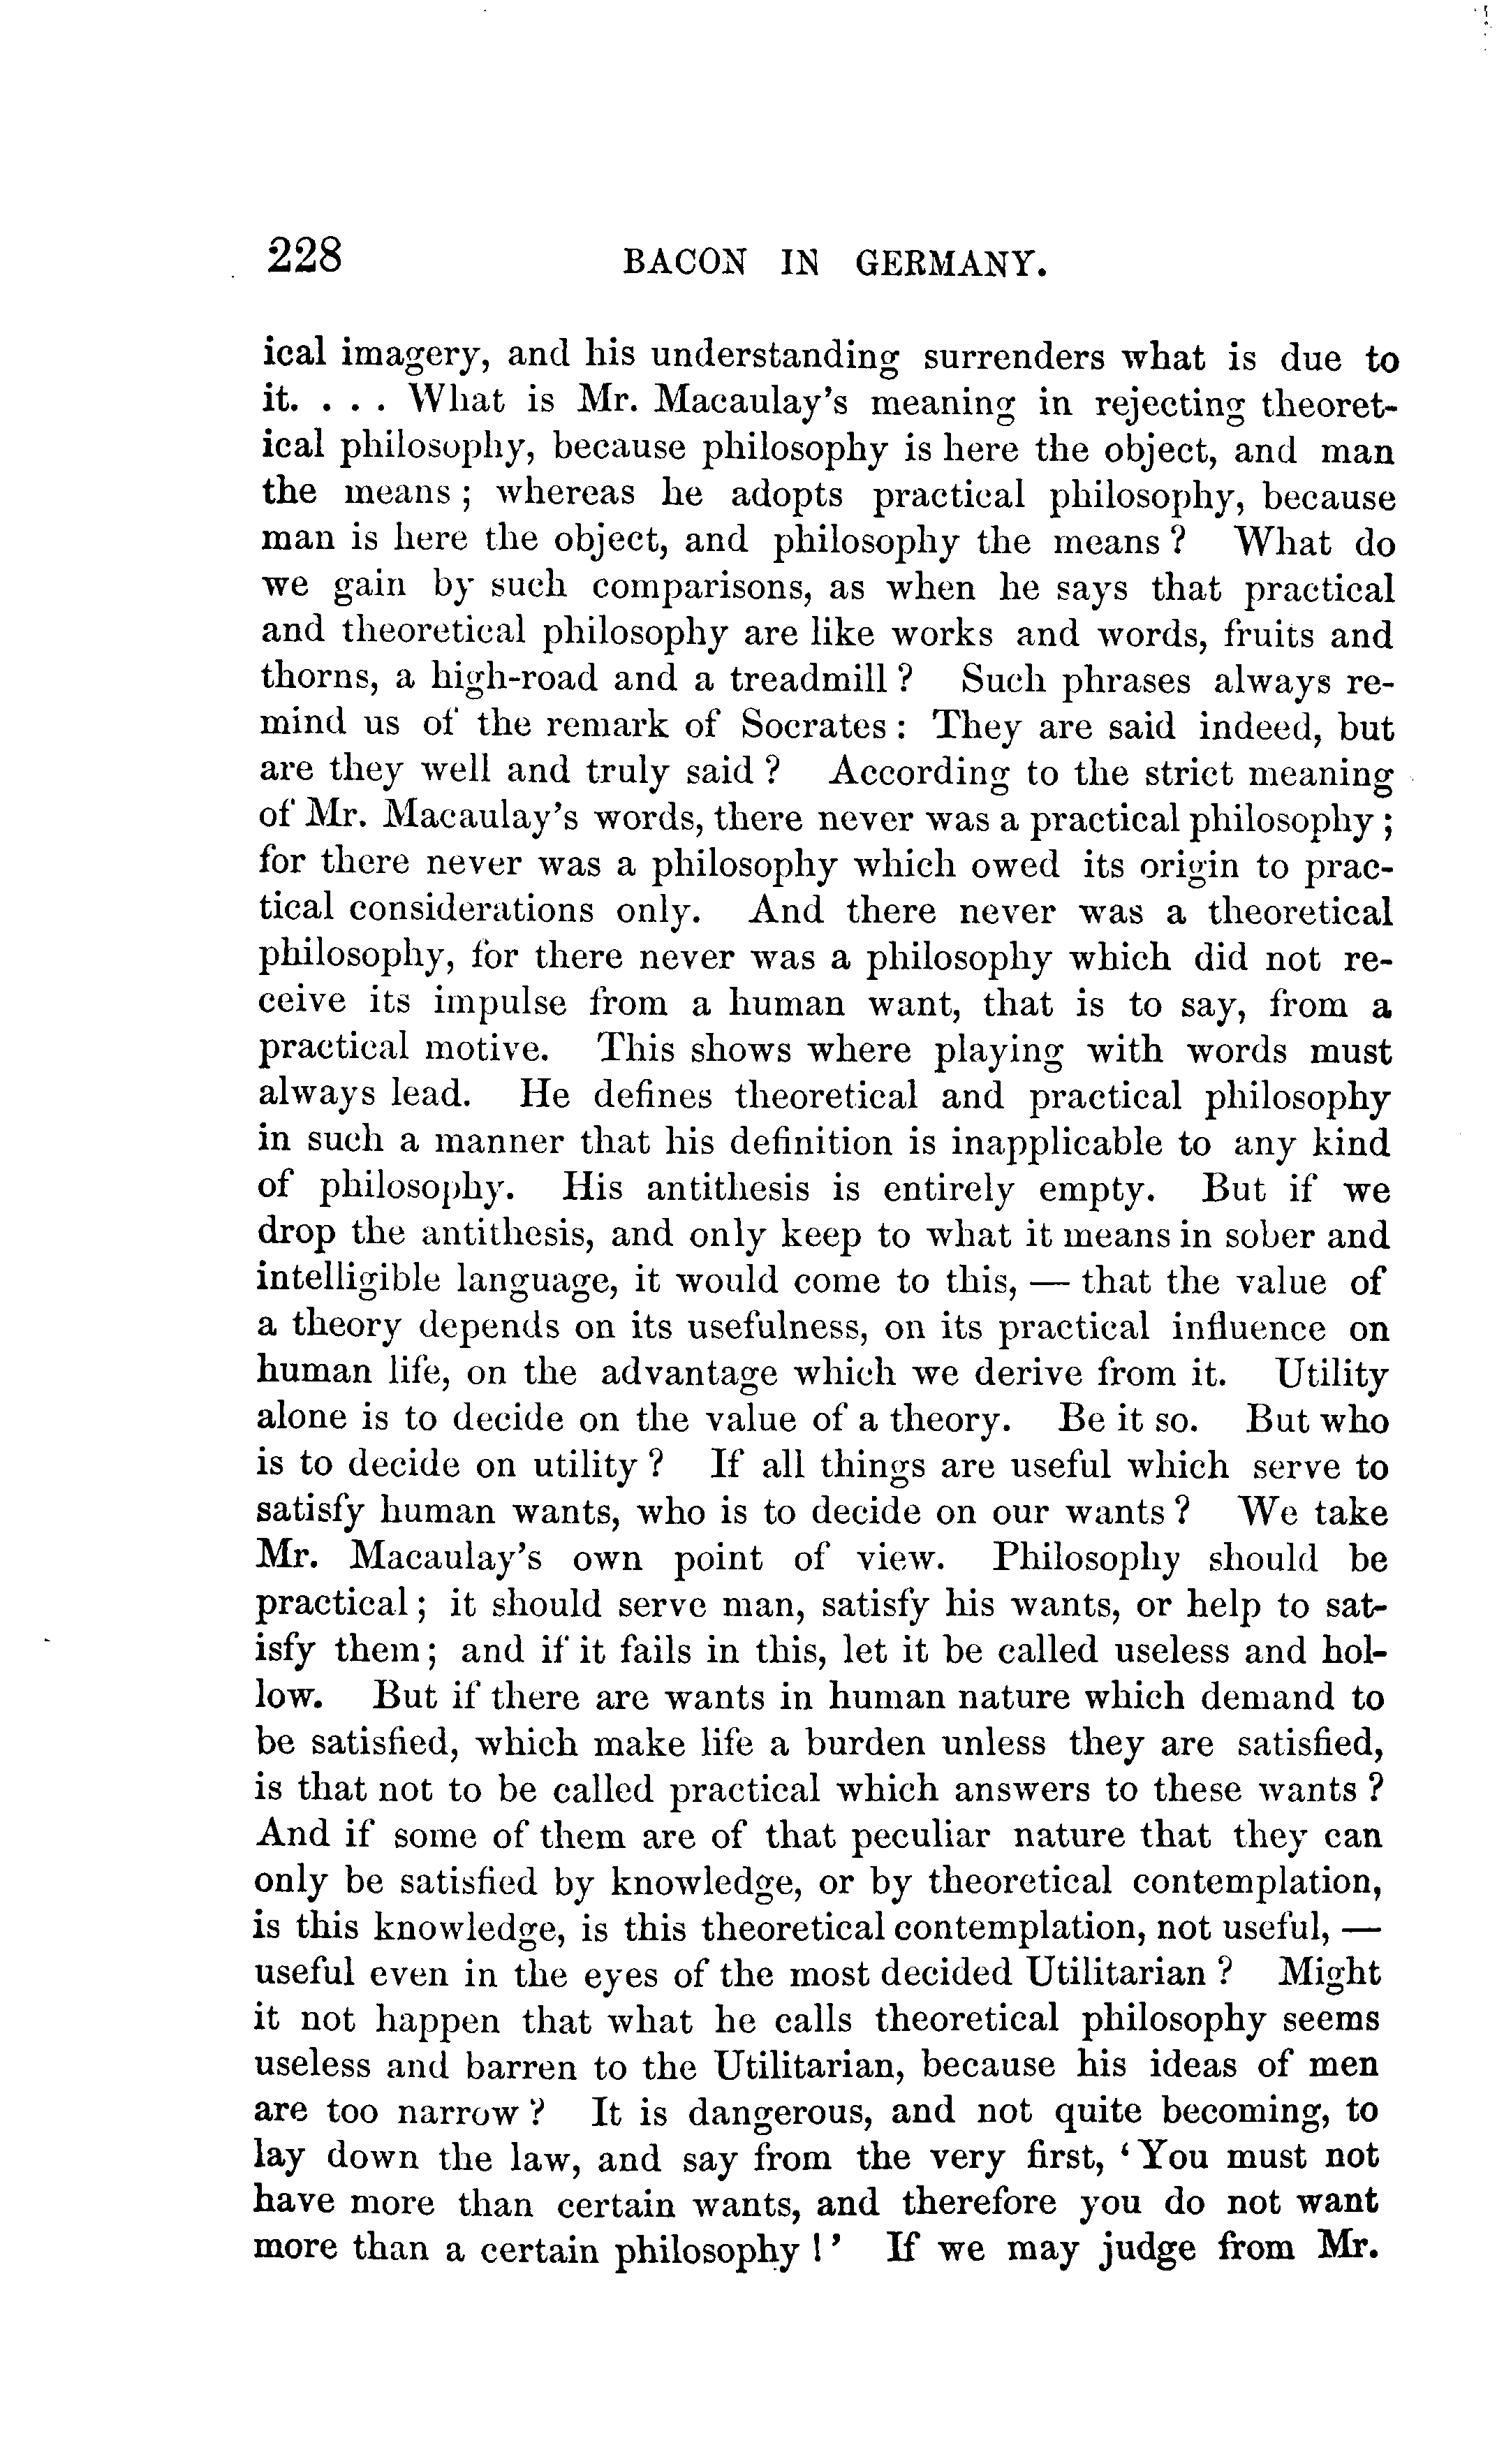 228 BACON IN GERMANY.
ical imagery, and his understanding surrenders what is due to
it. . . . What is Mr. Macaulay's meaning in rejecting theoret-
ical philosophy, because philosophy is here the object, and man
the means ; whereas he adopts practical philosophy, because
man is here the object, and philosophy the means ? What do
we gain by such comparisons, as when he says that practical
and theoretical philosophy are like works and words, fruits and
thorns, a high-road and a treadmill ? Such phrases always re-
mind us of the remark of Socrates : They are said indeed, but
are they well and truly said ? According to the strict meaning
of Mr. Macaulay's words, there never was a practical philosophy ;
for there never was a philosophy which owed its origin to prac-
tical considerations only. And there never was a theoretical
philosophy, for there never was a philosophy which did not re-
ceive its impulse from a human want, that is to say, from a
practical motive. This shows where playing with words must
always lead. He defines theoretical and practical philosophy
in such a manner that his definition is inapplicable to any kind
of philosophy. His antithesis is entirely empty. But if we
drop the antithesis, and only keep to what it means in sober and
intelligible language, it would come to this, — that the value of
a theory depends on its usefulness, on its practical influence on
human life, on the advantage which we derive from it. Utility
alone is to decide on the value of a theory. Be it so. But who
is to decide on utility ? If all things are useful which serve to
satisfy human wants, who is to decide on our wants ? We take
Mr. Macaulay's own point of view. Philosophy should be
practical ; it should serve man, satisfy his wants, or help to sat-
isfy them ; and if it fails in this, let it be called useless and hol-
low. But if there are wants in human nature which demand to
be satisfied, which make life a burden unless they are satisfied,
is that not to be called practical which answers to these wants ?
And if some of them are of that peculiar nature that they can
only be satisfied by knowledge, or by theoretical contemplation,
is this knowledge, is this theoretical contemplation, not useful, —
useful even in the eyes of the most decided Utilitarian ? Might
it not happen that what he calls theoretical philosophy seems
useless and barren to the Utilitarian, because his ideas of men
are too narrow ? It is dangerous, and not quite becoming, to
lay down the law, and say from the very first, ‘You must not
have more than certain wants, and therefore you do not want
more than a certain philosophy !’ If we may judge from Mr.